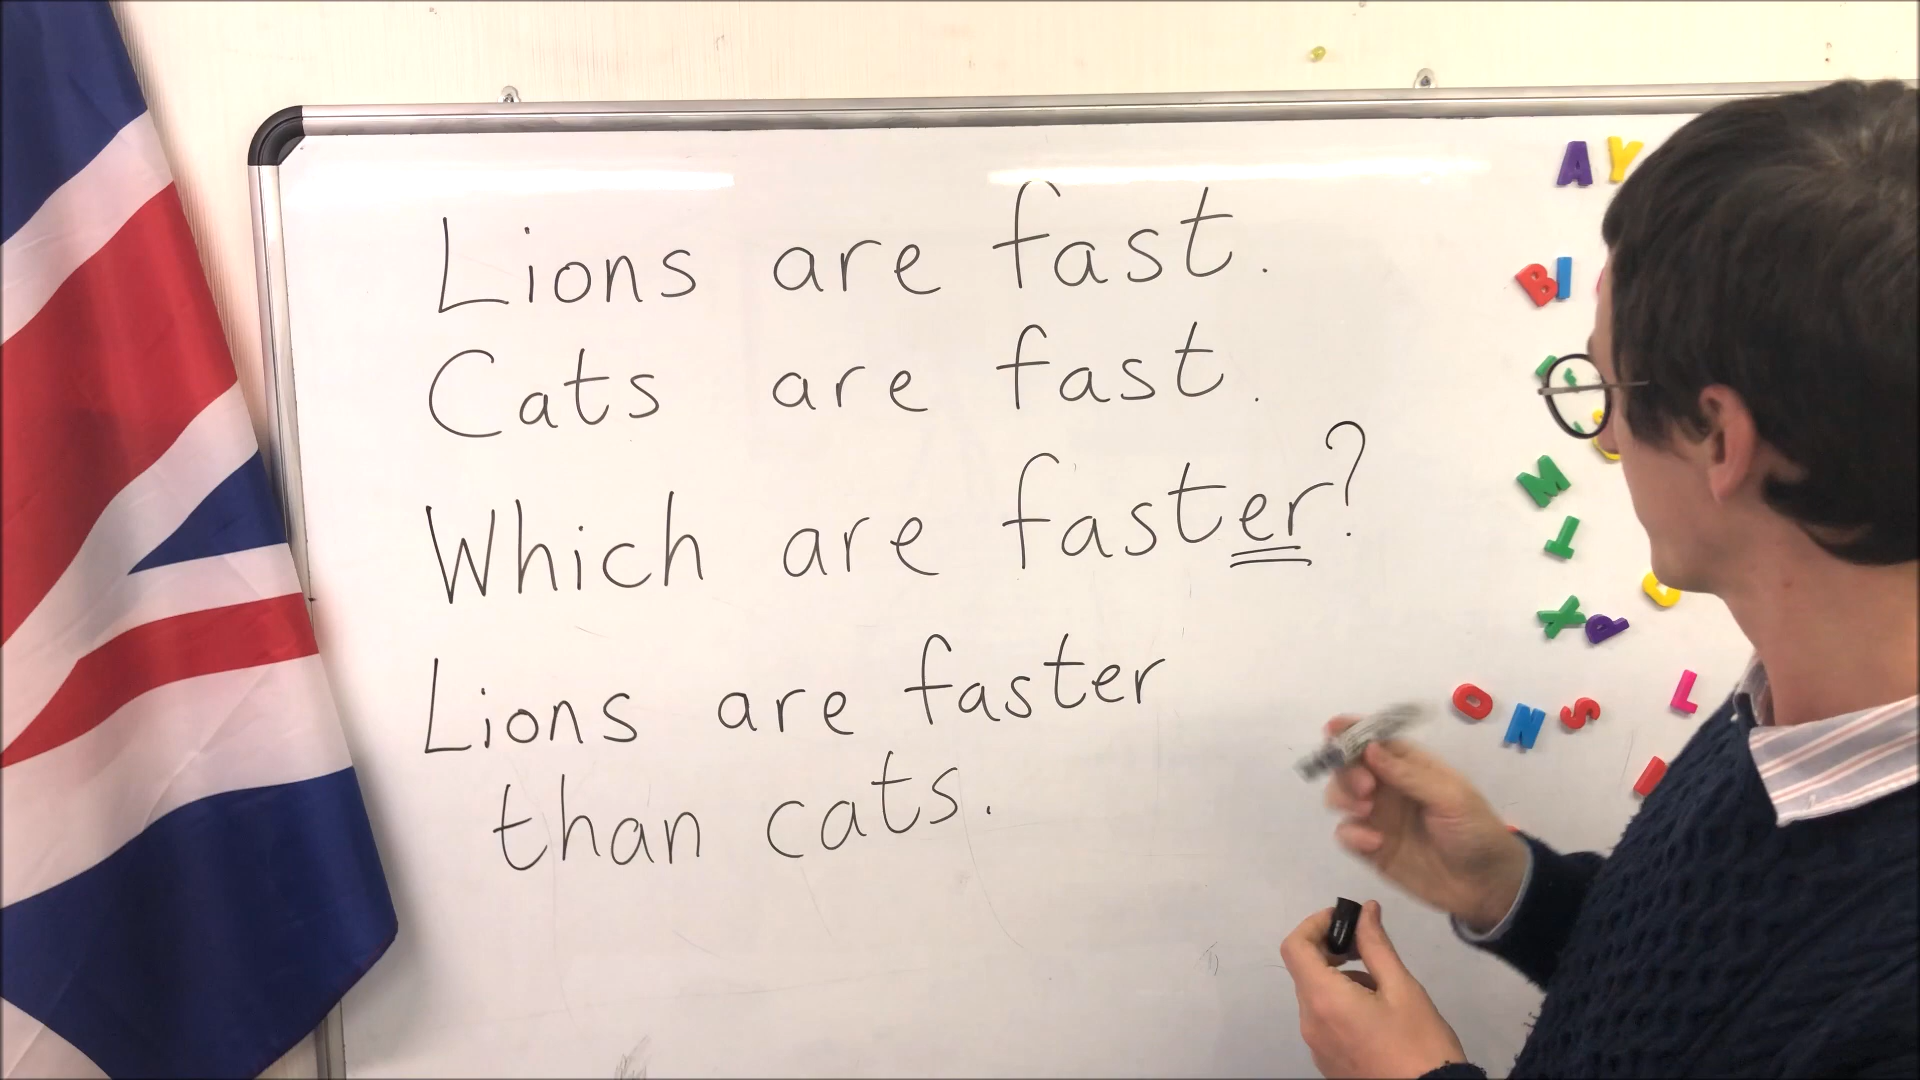 Lions are fast.
Cats are fast.
Which are faster?
Lions are faster
than cats.
A Y
B I
M
T
X P
O N S
L